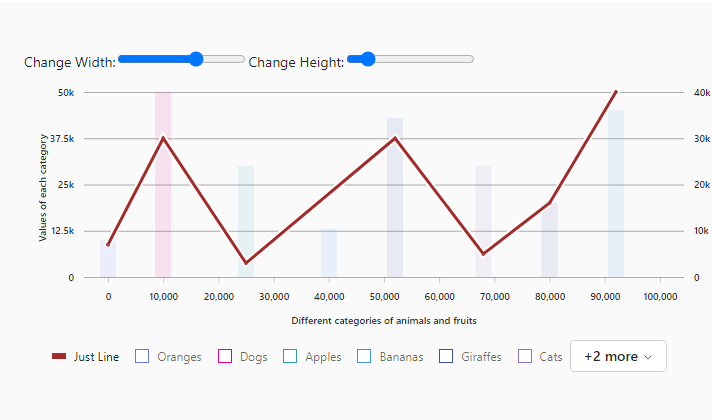 Change Width: Change Height:
50k 40k
37.5k 30k
25k 20k
12.5k 10k
0 0
Values of each category
0 10,000 20,000 30,000 40,000 50,000 60,000 70,000 80,000 90,000 100,000
Different categories of animals and fruits
Just Line Oranges Dogs Apples Bananas Giraffes Cats +2 more